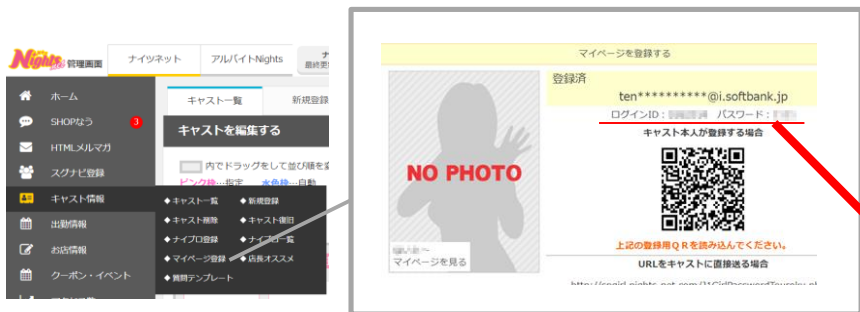 Nights 管理画面
ナイツネット
アルバイトNights
ホーム
SHOPなう 3
HTMLメルマガ
スグナビ登録
キャスト情報
出勤情報
お店情報
クーポン・イベント
キャスト一覧
新規登録
キャストを編集する
内でドラッグをして並び順を変
ピンク枠…指定 水色枠…自動
◆キャスト一覧 ◆新規登録
◆キャスト削除 ◆キャスト復旧
◆ナイプロ登録 ◆ナイプロ一覧
◆マイページ登録 ◆店長オススメ
◆質問テンプレート
マイページを登録する
NO PHOTO
マイページを見る
登録済
ten**********@i.softbank.jp
ログインID： パスワード：
キャスト本人が登録する場合
上記の登録用QRを読み込んでください。
URLをキャストに直接送る場合